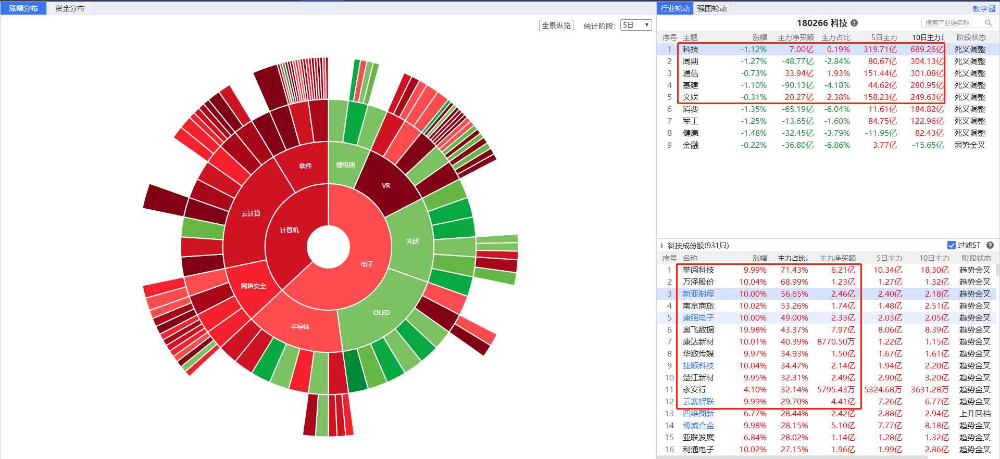 涨幅分布 资金分布
全景纵览 统计阶段: 5日
软件
锂电池
VR
云计算
计算机
光伏
电子
网络安全
OLED
半导体
行业轮动 强国轮动 教学
180266 科技 搜索产业链名称
序号 主题 涨幅 主力净买额 主力占比 5日主力 10日主力↓ 阶段状态
1 科技 -1.12% 7.00亿 0.19% 319.71亿 689.26亿 死叉调整
2 周期 -1.27% -48.77亿 -2.84% 80.67亿 304.13亿 死叉调整
3 通信 -0.73% 33.94亿 1.93% 151.44亿 301.08亿 死叉调整
4 基建 -1.10% -90.13亿 -4.18% 44.62亿 280.95亿 死叉调整
5 文娱 -0.31% 20.27亿 2.38% 158.23亿 249.63亿 死叉调整
6 消费 -1.35% -65.19亿 -6.04% 11.61亿 184.82亿 死叉调整
7 军工 -1.25% -13.65亿 -1.60% 84.75亿 122.96亿 死叉调整
8 健康 -1.48% -32.45亿 -3.79% -11.95亿 82.43亿 死叉调整
9 金融 -0.22% -36.80亿 -6.86% 3.77亿 -15.65亿 弱势金叉
科技成份股(931只) 过滤ST
序号 名称 涨幅 主力占比↓ 主力净买额 5日主力 10日主力 阶段状态
1 掌阅科技 9.99% 71.43% 6.21亿 10.34亿 18.30亿 趋势金叉
2 万泽股份 10.04% 68.99% 1.23亿 1.27亿 1.32亿 趋势金叉
3 新亚制程 10.00% 56.65% 2.46亿 2.40亿 2.18亿 趋势金叉
4 南京商旅 10.02% 53.26% 1.74亿 1.48亿 2.51亿 趋势金叉
5 康强电子 10.00% 49.00% 2.33亿 2.03亿 2.05亿 趋势金叉
6 奥飞数据 19.98% 43.37% 7.97亿 8.06亿 8.39亿 趋势金叉
7 康达新材 10.01% 40.39% 8770.50万 1.22亿 1.15亿 趋势金叉
8 华数传媒 9.97% 34.93% 1.50亿 1.67亿 1.61亿 趋势金叉
9 捷顺科技 10.04% 34.47% 2.14亿 1.94亿 2.20亿 趋势金叉
10 楚江新材 9.95% 32.31% 2.49亿 2.90亿 3.20亿 趋势金叉
11 永安行 4.10% 32.14% 5795.43万 5324.68万 3631.28万 趋势金叉
12 云赛智联 9.99% 29.70% 4.41亿 7.26亿 6.77亿 趋势金叉
13 四维图新 6.77% 28.44% 2.42亿 2.88亿 2.94亿 上升回档
14 博威合金 9.98% 28.15% 5.10亿 7.77亿 8.18亿 趋势金叉
15 亚联发展 6.84% 28.02% 1.14亿 1.28亿 1.32亿 趋势金叉
16 利通电子 10.02% 27.15% 1.96亿 1.99亿 2.86亿 趋势金叉